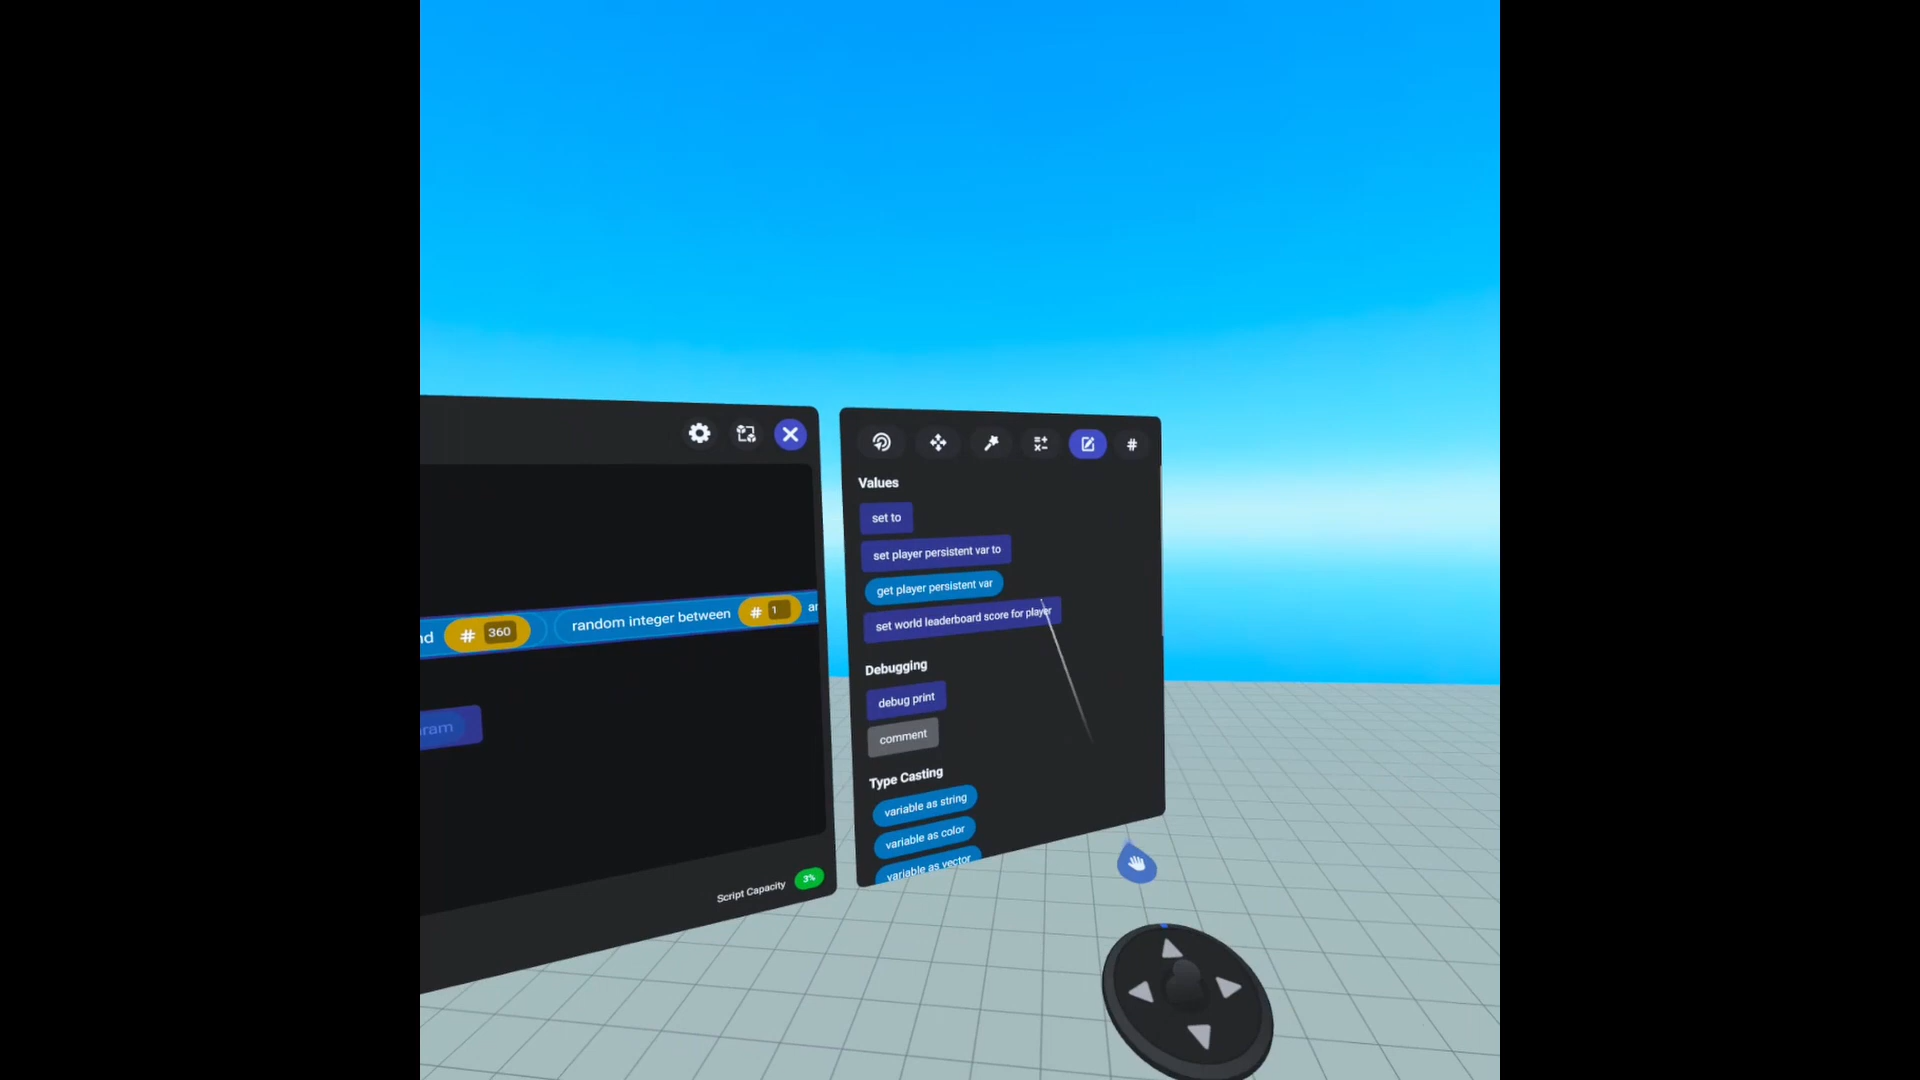 Values
set to
set player persistent var to
get player persistent var
set world leaderboard score for player
Debugging
debug print
comment
Type Casting
variable as string
variable as color
variable as vector
#
nd # 360 random integer between # 1 an
ram
Script Capacity 3%